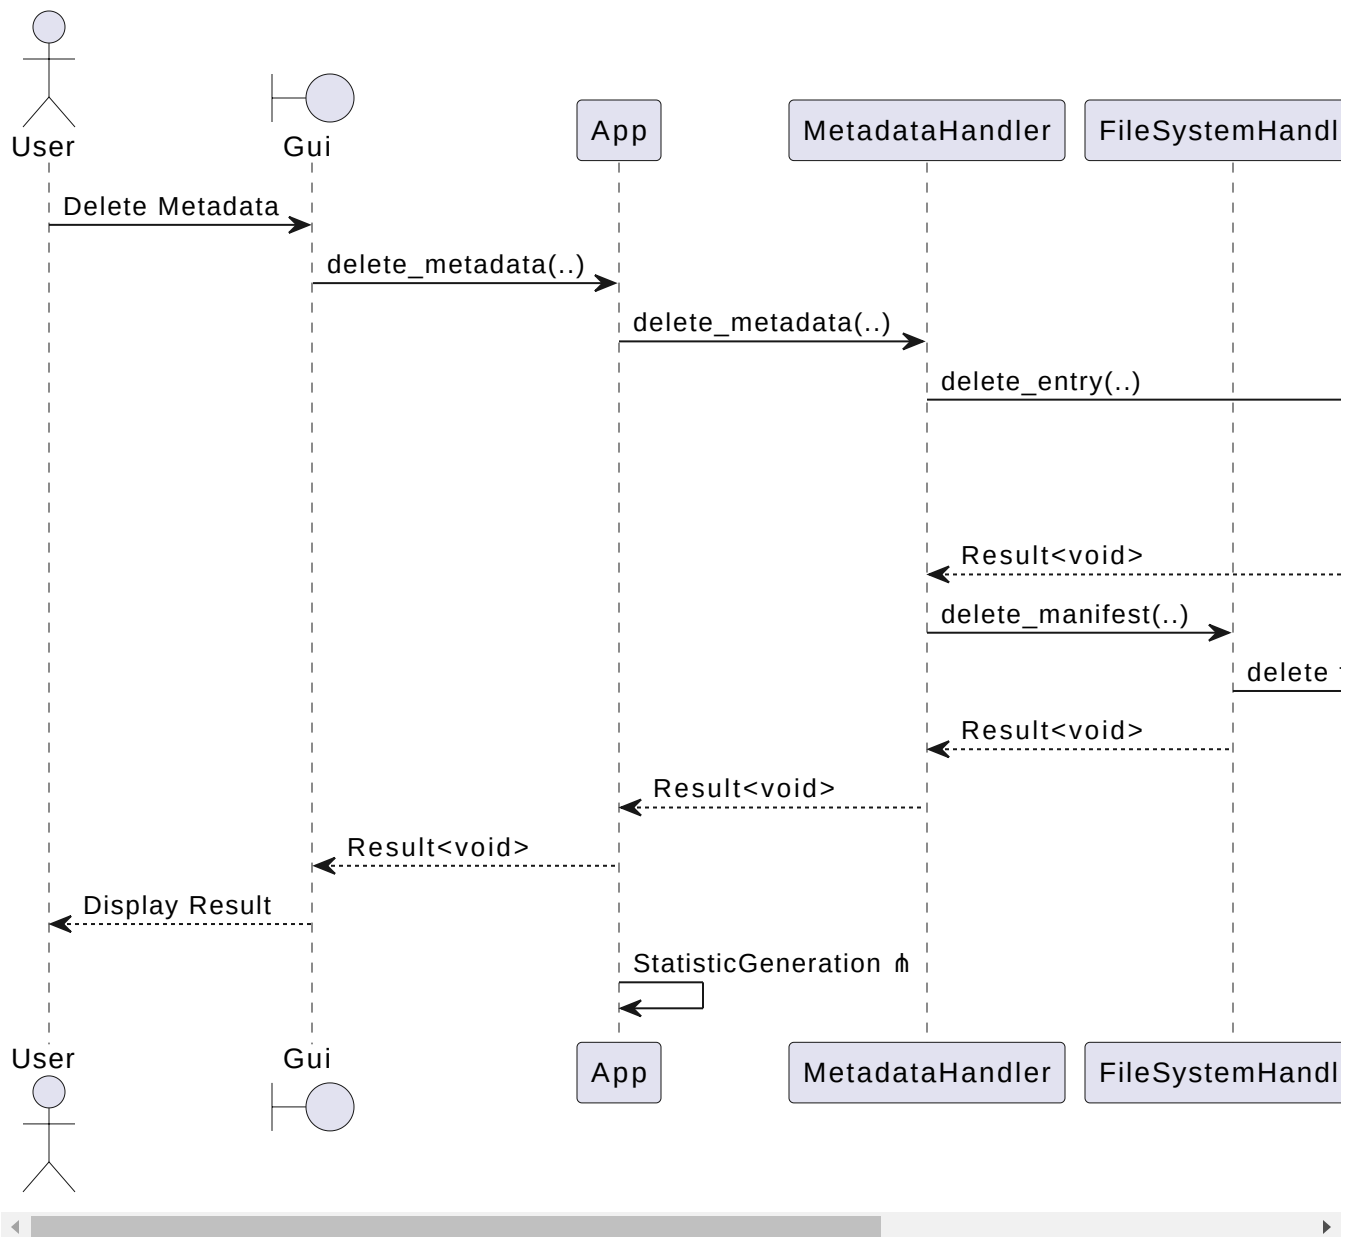 User
Gui
App
MetadataHandler
FileSystemHandl
Delete Metadata
delete_metadata(..)
delete_metadata(..)
delete_entry(..)
Result<void>
delete_manifest(..)
delete
Result<void>
Result<void>
Result<void>
Display Result
StatisticGeneration ⋔
User
Gui
App
MetadataHandler
FileSystemHandl